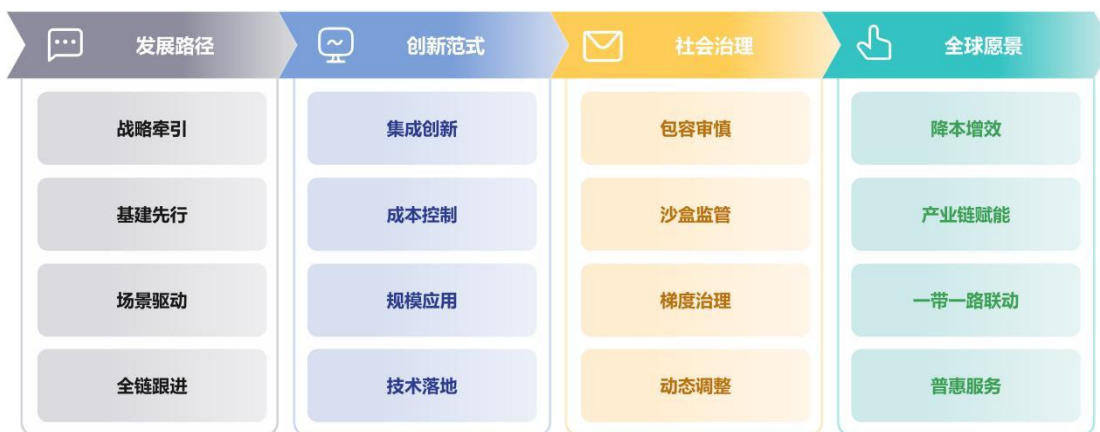 发展路径
创新范式
社会治理
全球愿景
战略牵引
集成创新
包容审慎
降本增效
基建先行
成本控制
沙盒监管
产业链赋能
场景驱动
规模应用
梯度治理
一带一路联动
全链跟进
技术落地
动态调整
普惠服务